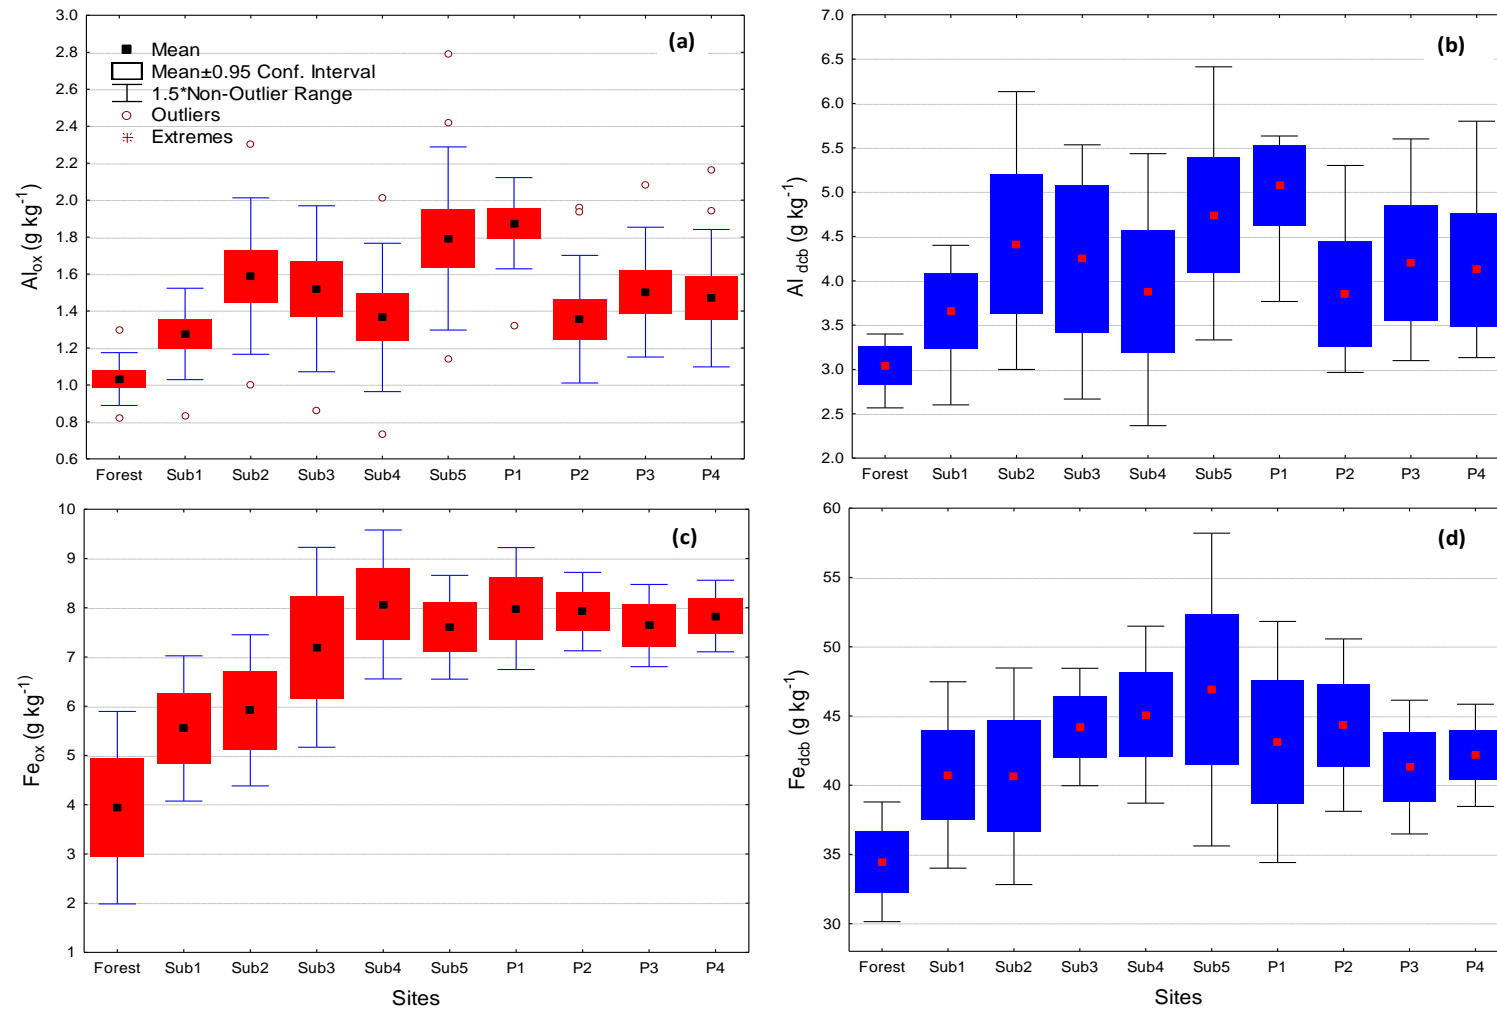 (a)
Mean
Mean±0.95 Conf. Interval
1.5*Non-Outlier Range
Outliers
Extremes
Al_ox (g kg⁻¹)
3.0
2.8
2.6
2.4
2.2
2.0
1.8
1.6
1.4
1.2
1.0
0.8
0.6
Forest Sub1 Sub2 Sub3 Sub4 Sub5 P1 P2 P3 P4
(b)
Al dcb (g kg⁻¹)
7.0
6.5
6.0
5.5
5.0
4.5
4.0
3.5
3.0
2.5
2.0
Forest Sub1 Sub2 Sub3 Sub4 Sub5 P1 P2 P3 P4
(c)
Fe_ox (g kg⁻¹)
10
9
8
7
6
5
4
3
2
1
Forest Sub1 Sub2 Sub3 Sub4 Sub5 P1 P2 P3 P4
Sites
(d)
Fe_dcb (g kg⁻¹)
60
55
50
45
40
35
30
Forest Sub1 Sub2 Sub3 Sub4 Sub5 P1 P2 P3 P4
Sites